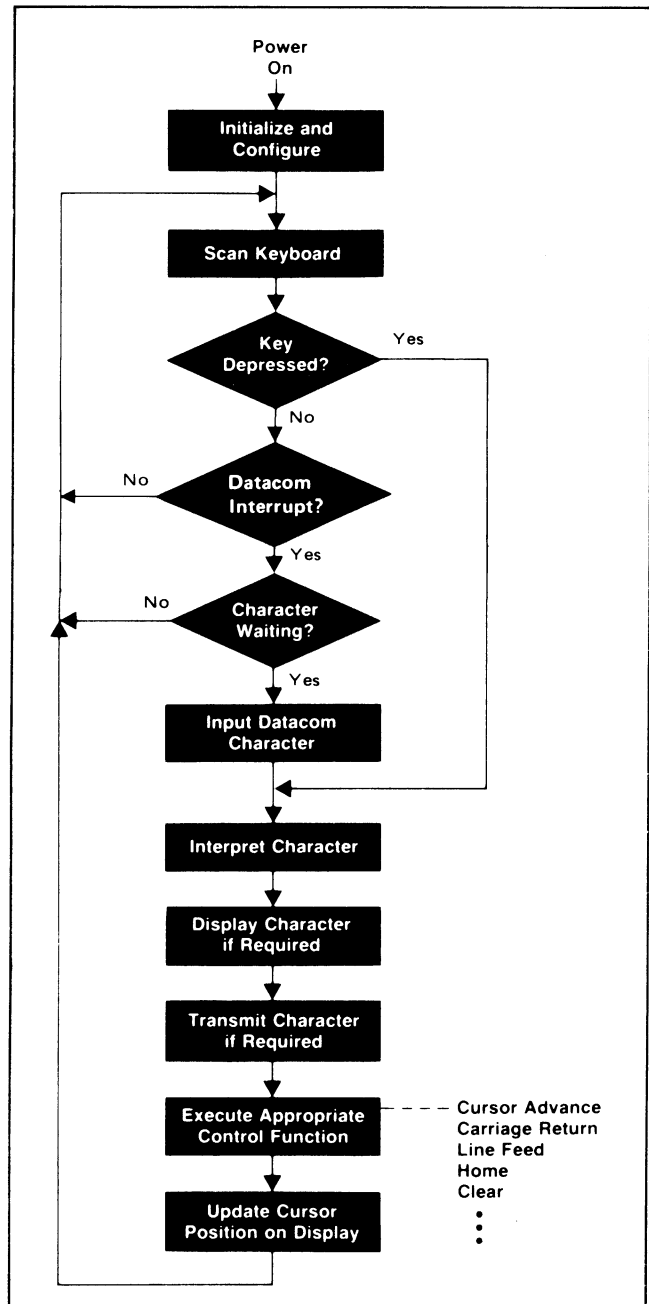 Power
On
Initialize and
Configure
Scan Keyboard
Key
Depressed?
Yes
No
Datacom
Interrupt?
No
Yes
Character
Waiting?
No
Yes
Input Datacom
Character
Interpret Character
Display Character
if Required
Transmit Character
if Required
Execute Appropriate
Control Function
Cursor Advance
Carriage Return
Line Feed
Home
Clear
Update Cursor
Position on Display